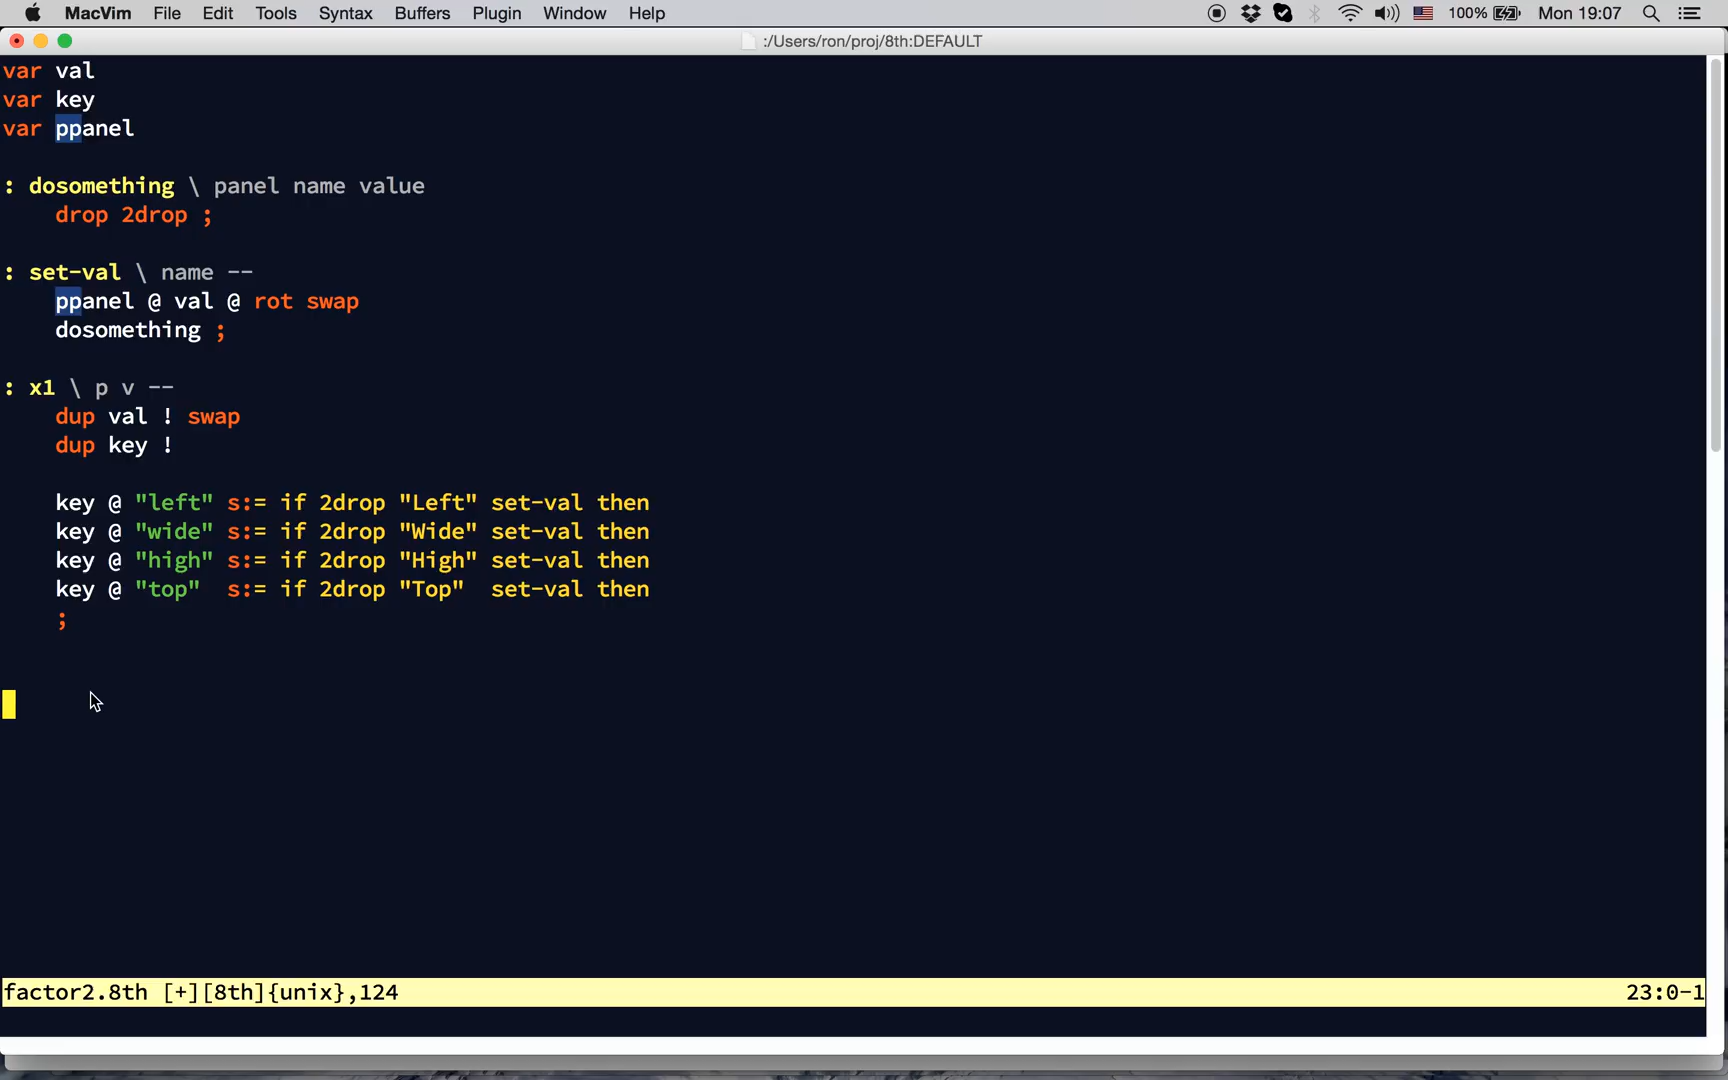 MacVim File Edit Tools Syntax Buffers Plugin Window Help 100% Mon 19:07
:/Users/ron/proj/8th:DEFAULT
var val
var key
var ppanel
: dosomething \ panel name value
drop 2drop ;
: set-val \ name --
ppanel @ val @ rot swap
dosomething ;
: x1 \ p v --
dup val ! swap
dup key !
key @ "left" s:= if 2drop "Left" set-val then
key @ "wide" s:= if 2drop "Wide" set-val then
key @ "high" s:= if 2drop "High" set-val then
key @ "top"  s:= if 2drop "Top"  set-val then
;
factor2.8th [+][8th]{unix},124 23:0-1